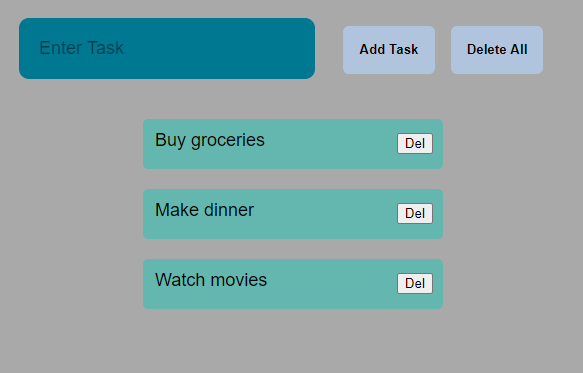 Enter Task
Add Task
Delete All
Buy groceries
Del
Make dinner
Del
Watch movies
Del